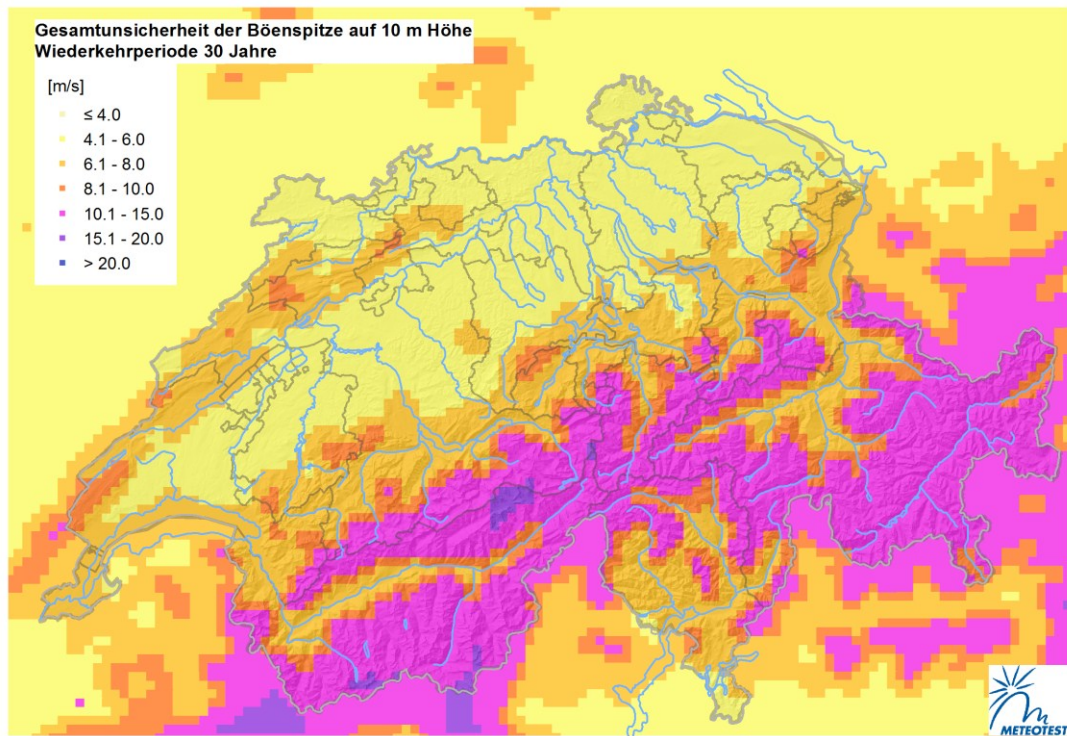 Gesamtunsicherheit der Böenspitze auf 10 m Höhe
Wiederkehrperiode 30 Jahre
[m/s]
≤ 4.0
4.1 - 6.0
6.1 - 8.0
8.1 - 10.0
10.1 - 15.0
15.1 - 20.0
> 20.0
METEOTEST